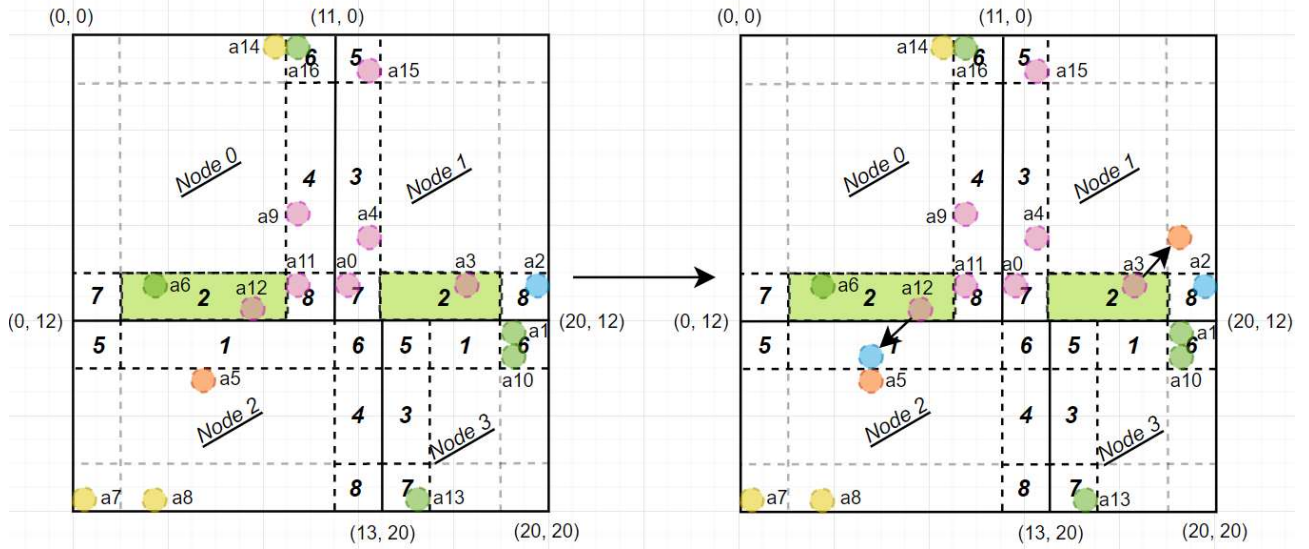 (0, 0)
(11, 0)
a14
6
a16
5
a15
Node 0
Node 1
4
3
a9
a4
a11
a0
a3
a2
7
a6
2
a12
8
7
2
8
(0, 12)
(20, 12)
5
1
6
5
1
a1
6
a10
a5
Node 2
4
3
Node 3
a7
a8
8
7
a13
(13, 20)
(20, 20)
(0, 0)
(11, 0)
a14
6
a16
5
a15
Node 0
Node 1
4
3
a9
a4
a11
a0
a3
a2
7
a6
2
a12
8
7
2
8
(0, 12)
(20, 12)
5
1
6
5
1
a1
6
a10
a5
Node 2
4
3
Node 3
a7
a8
8
7
a13
(13, 20)
(20, 20)